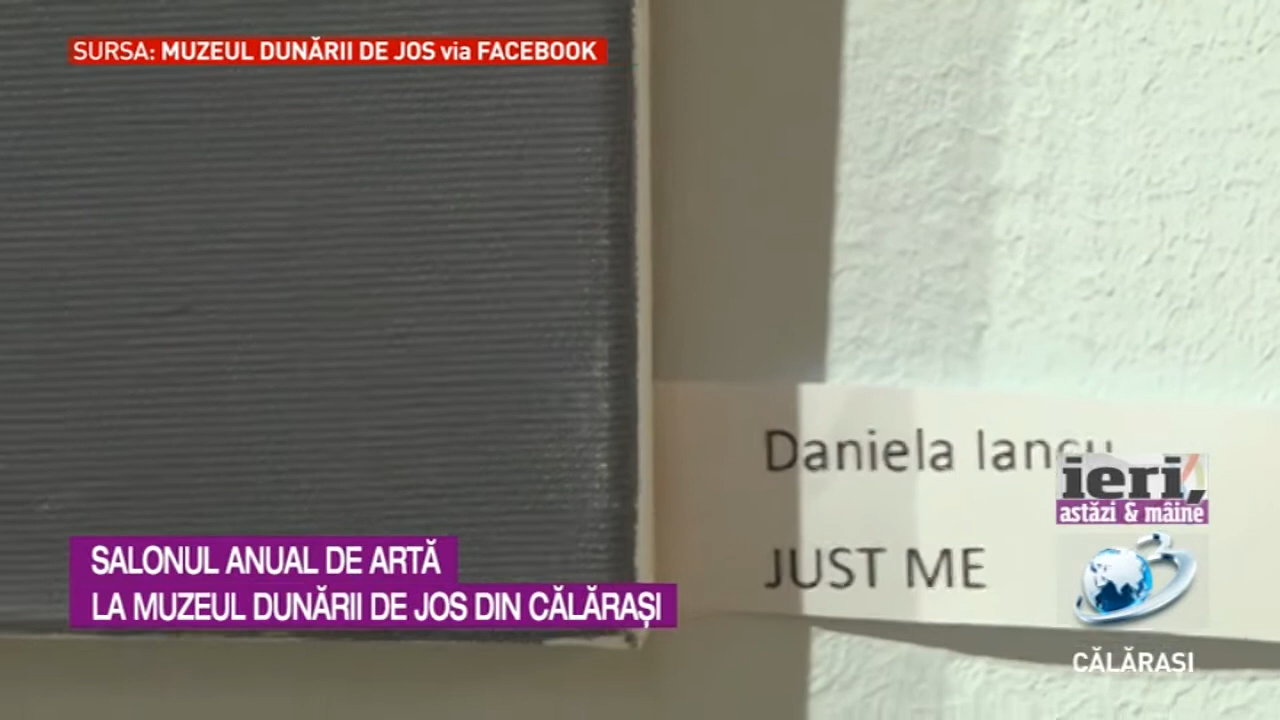 SURSA: MUZEUL DUNĂRII DE JOS via FACEBOOK
Daniela Iancu
JUST ME
ieri,
astăzi & mâine
3
SALONUL ANUAL DE ARTĂ
LA MUZEUL DUNĂRII DE JOS DIN CĂLĂRAȘI
CĂLĂRAȘI